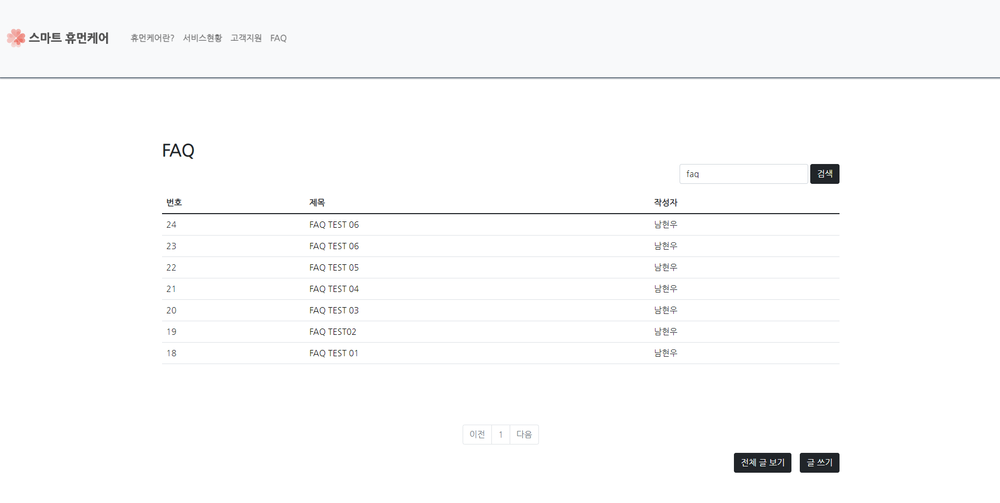 스마트 휴먼케어 휴먼케어란? 서비스현황 고객지원 FAQ
FAQ
faq 검색
번호 제목 작성자
24 FAQ TEST 06 남현우
23 FAQ TEST 06 남현우
22 FAQ TEST 05 남현우
21 FAQ TEST 04 남현우
20 FAQ TEST 03 남현우
19 FAQ TEST02 남현우
18 FAQ TEST 01 남현우
이전 1 다음
전체 글 보기 글 쓰기